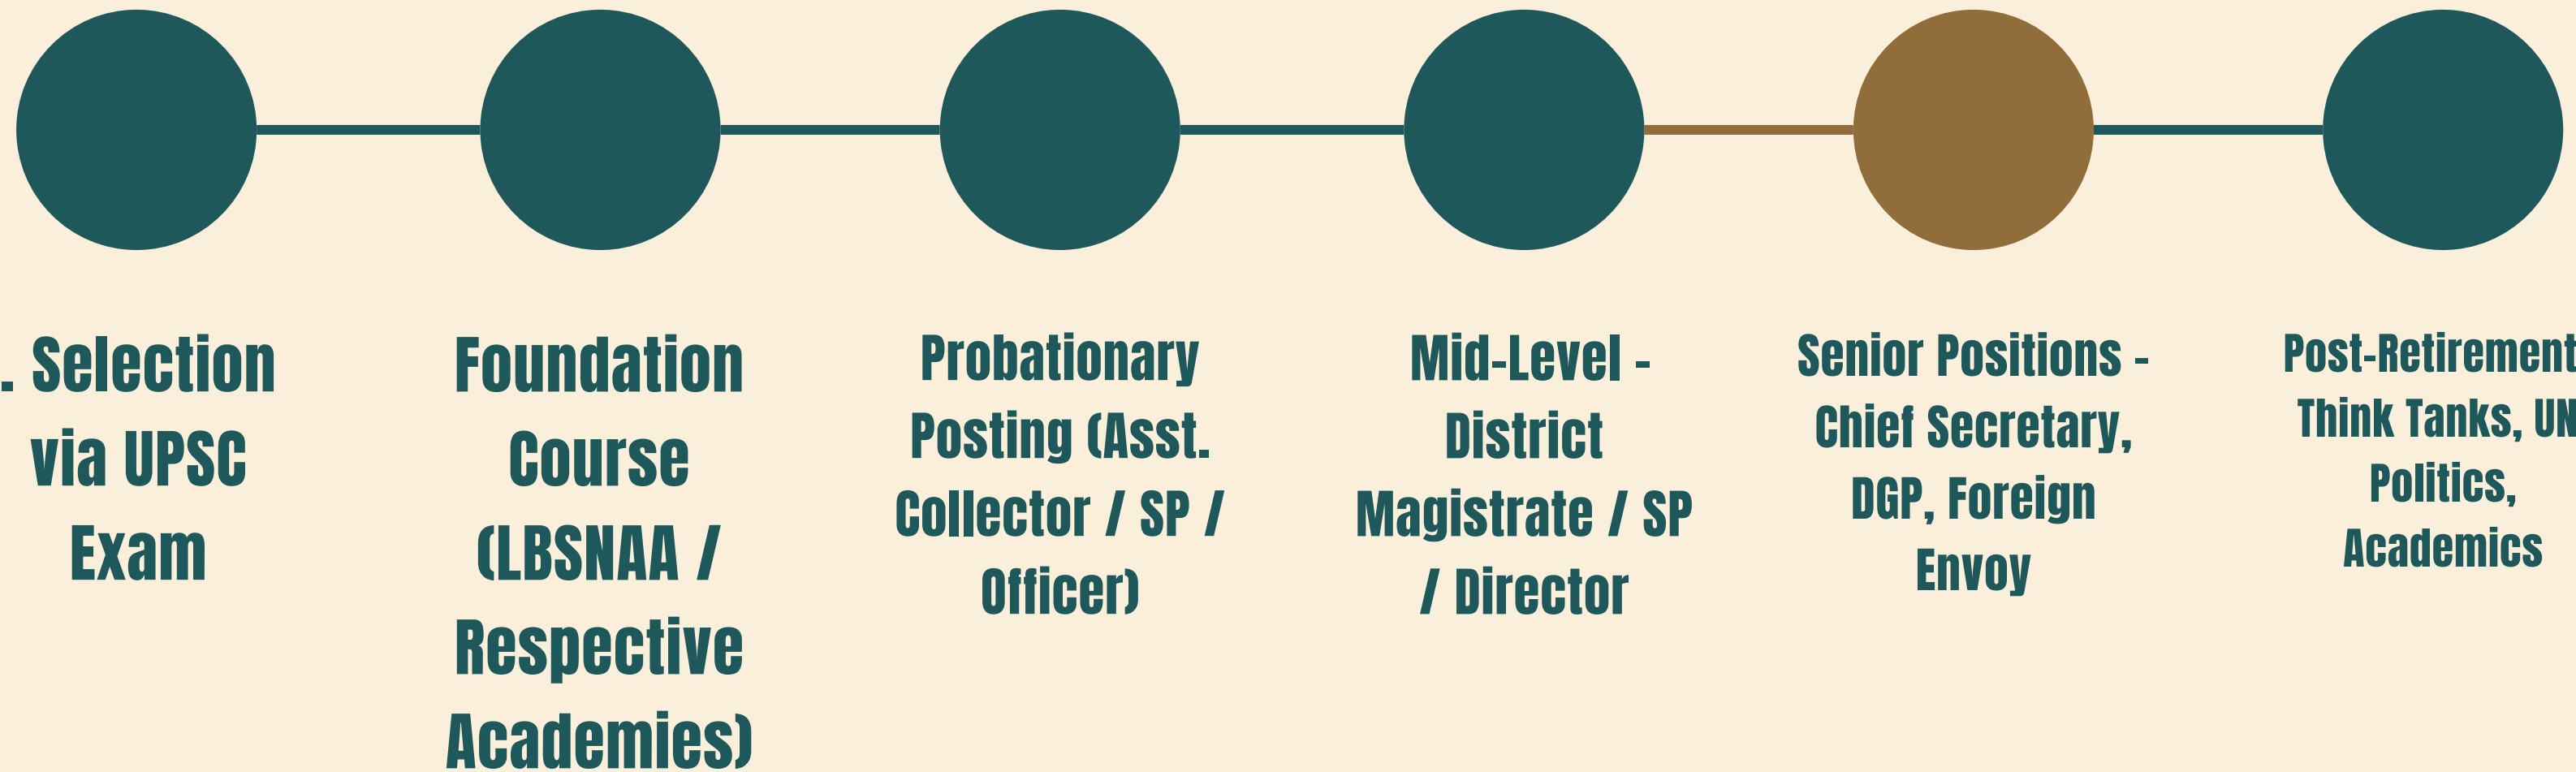 . Selection
via UPSC
Exam
Foundation
Course
(LBSNAA /
Respective
Academies)
Probationary
Posting (Asst.
Collector / SP /
Officer)
Mid-Level -
District
Magistrate / SP
/ Director
Senior Positions -
Chief Secretary,
DGP, Foreign
Envoy
Post-Retirement
Think Tanks, UN
Politics,
Academics